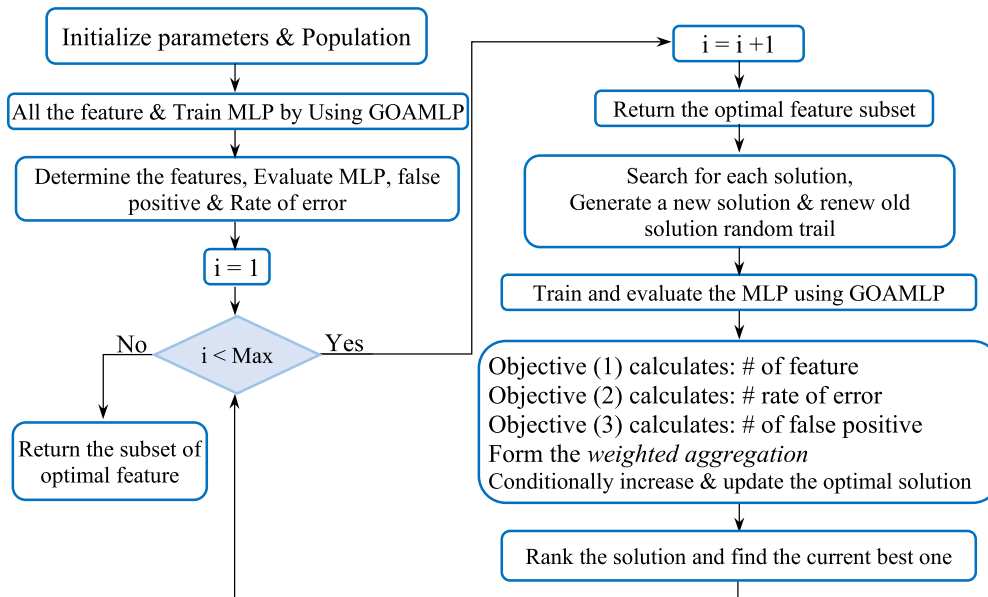 Initialize parameters & Population
All the feature & Train MLP by Using GOAMLP
Determine the features, Evaluate MLP, false
positive & Rate of error
i = 1
i < Max
No
Yes
Return the subset of
optimal feature
i = i +1
Return the optimal feature subset
Search for each solution,
Generate a new solution & renew old
solution random trail
Train and evaluate the MLP using GOAMLP
Objective (1) calculates: # of feature
Objective (2) calculates: # rate of error
Objective (3) calculates: # of false positive
Form the weighted aggregation
Conditionally increase & update the optimal solution
Rank the solution and find the current best one